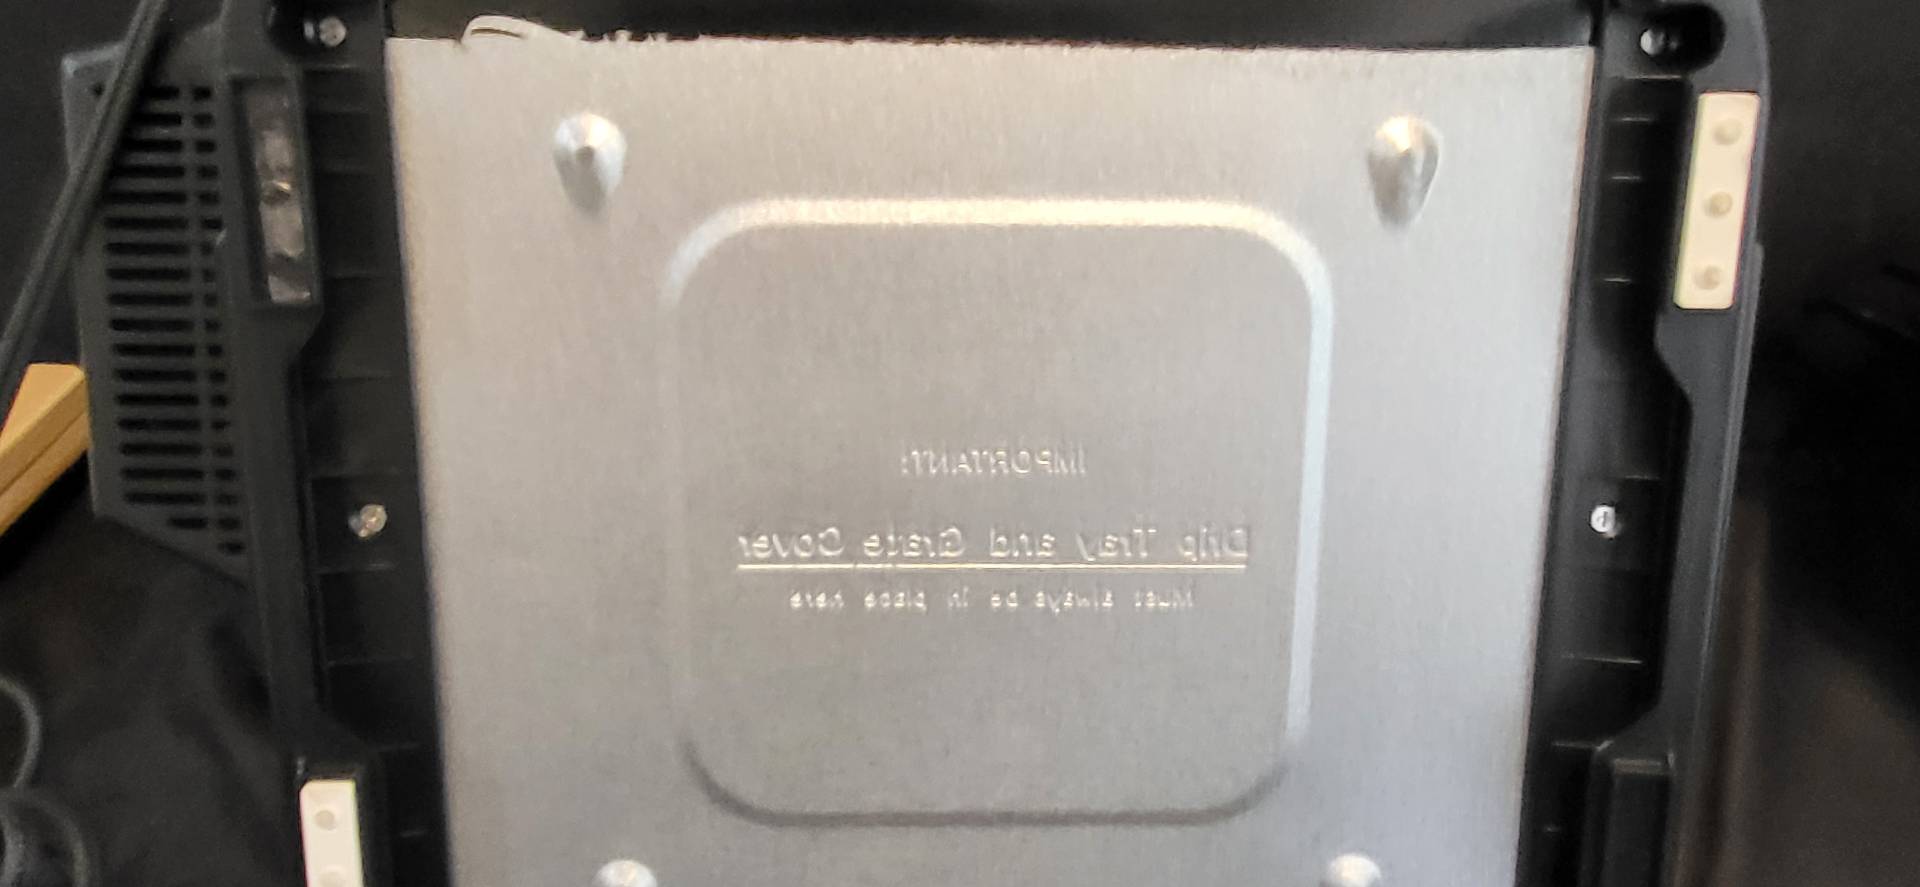 IMPORTANT:
Drip Tray and Grate Cover
Must always be in place here